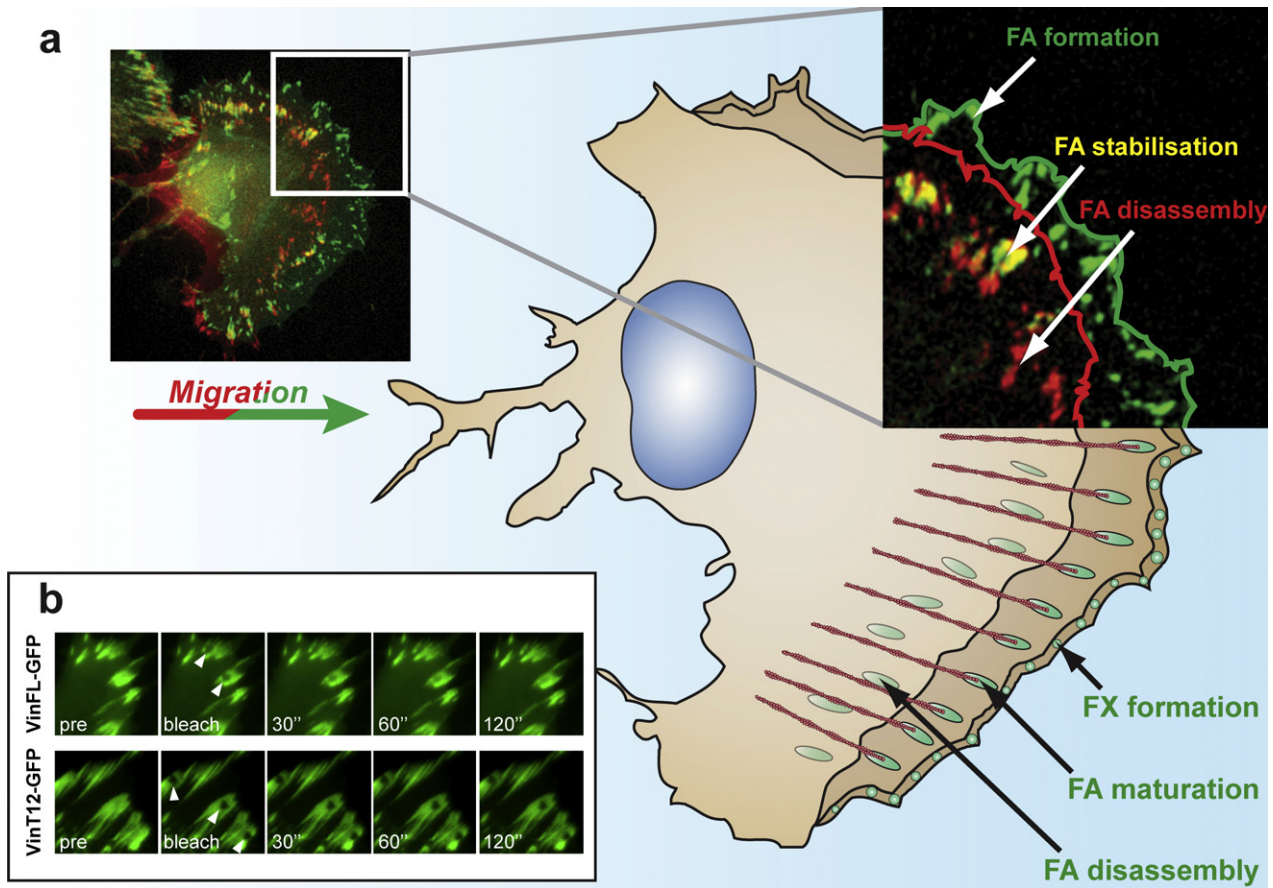 a
FA formation
FA stabilisation
FA disassembly
Migration
FX formation
FA maturation
FA disassembly
b
VinFL-GFP
pre
bleach
30’’
60’’
120’’
VinT12-GFP
pre
bleach
30’’
60’’
120’’